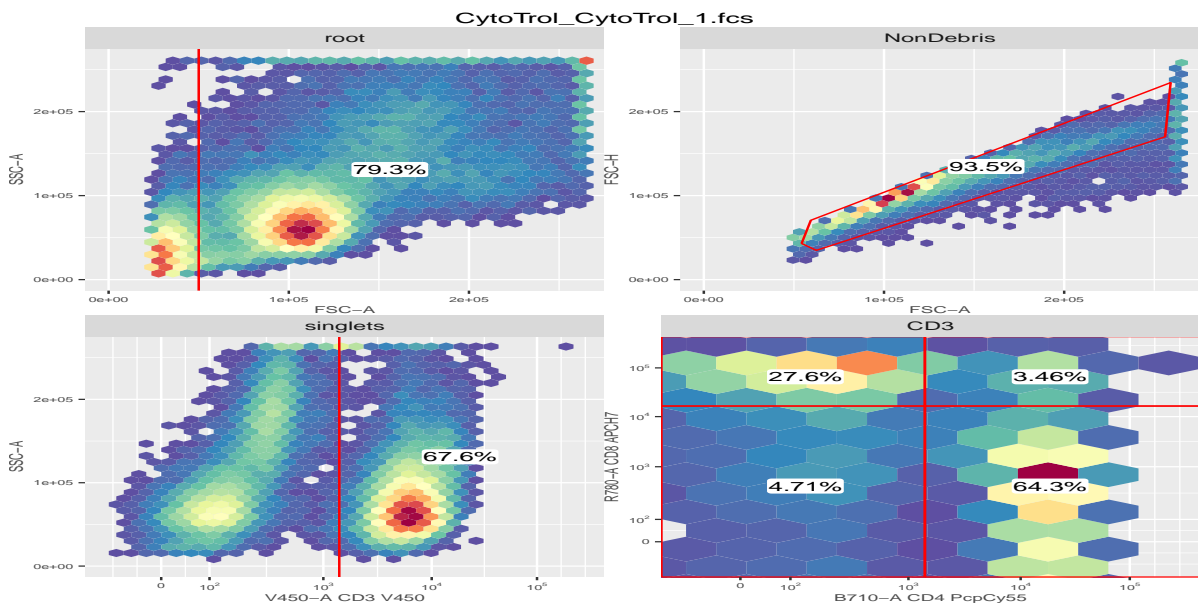 CytoTrol_CytoTrol_1.fcs
root
NonDebris
SSC−A
2e+05
1e+05
0e+00
79.3%
0e+00
1e+05
2e+05
FSC−A
FSC−H
2e+05
1e+05
0e+00
93.5%
0e+00
1e+05
2e+05
FSC−A
singlets
CD3
SSC−A
2e+05
1e+05
0e+00
67.6%
0
10²
10³
10⁴
10⁵
V450−A CD3 V450
R780−A CD8 APCH7
10⁵
10⁴
10³
10²
0
27.6%
3.46%
4.71%
64.3%
0
10²
10³
10⁴
10⁵
B710−A CD4 PcpCy55